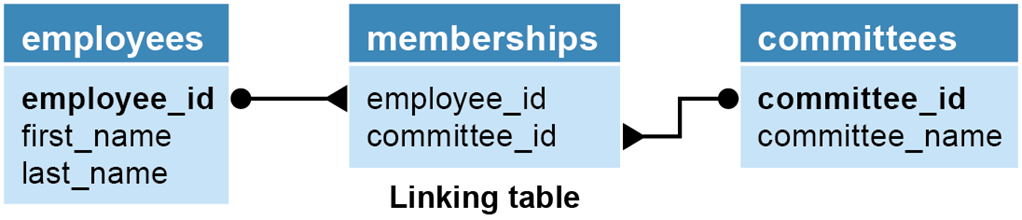 employees
employee_id
first_name
last_name
memberships
employee_id
committee_id
Linking table
committees
committee_id
committee_name